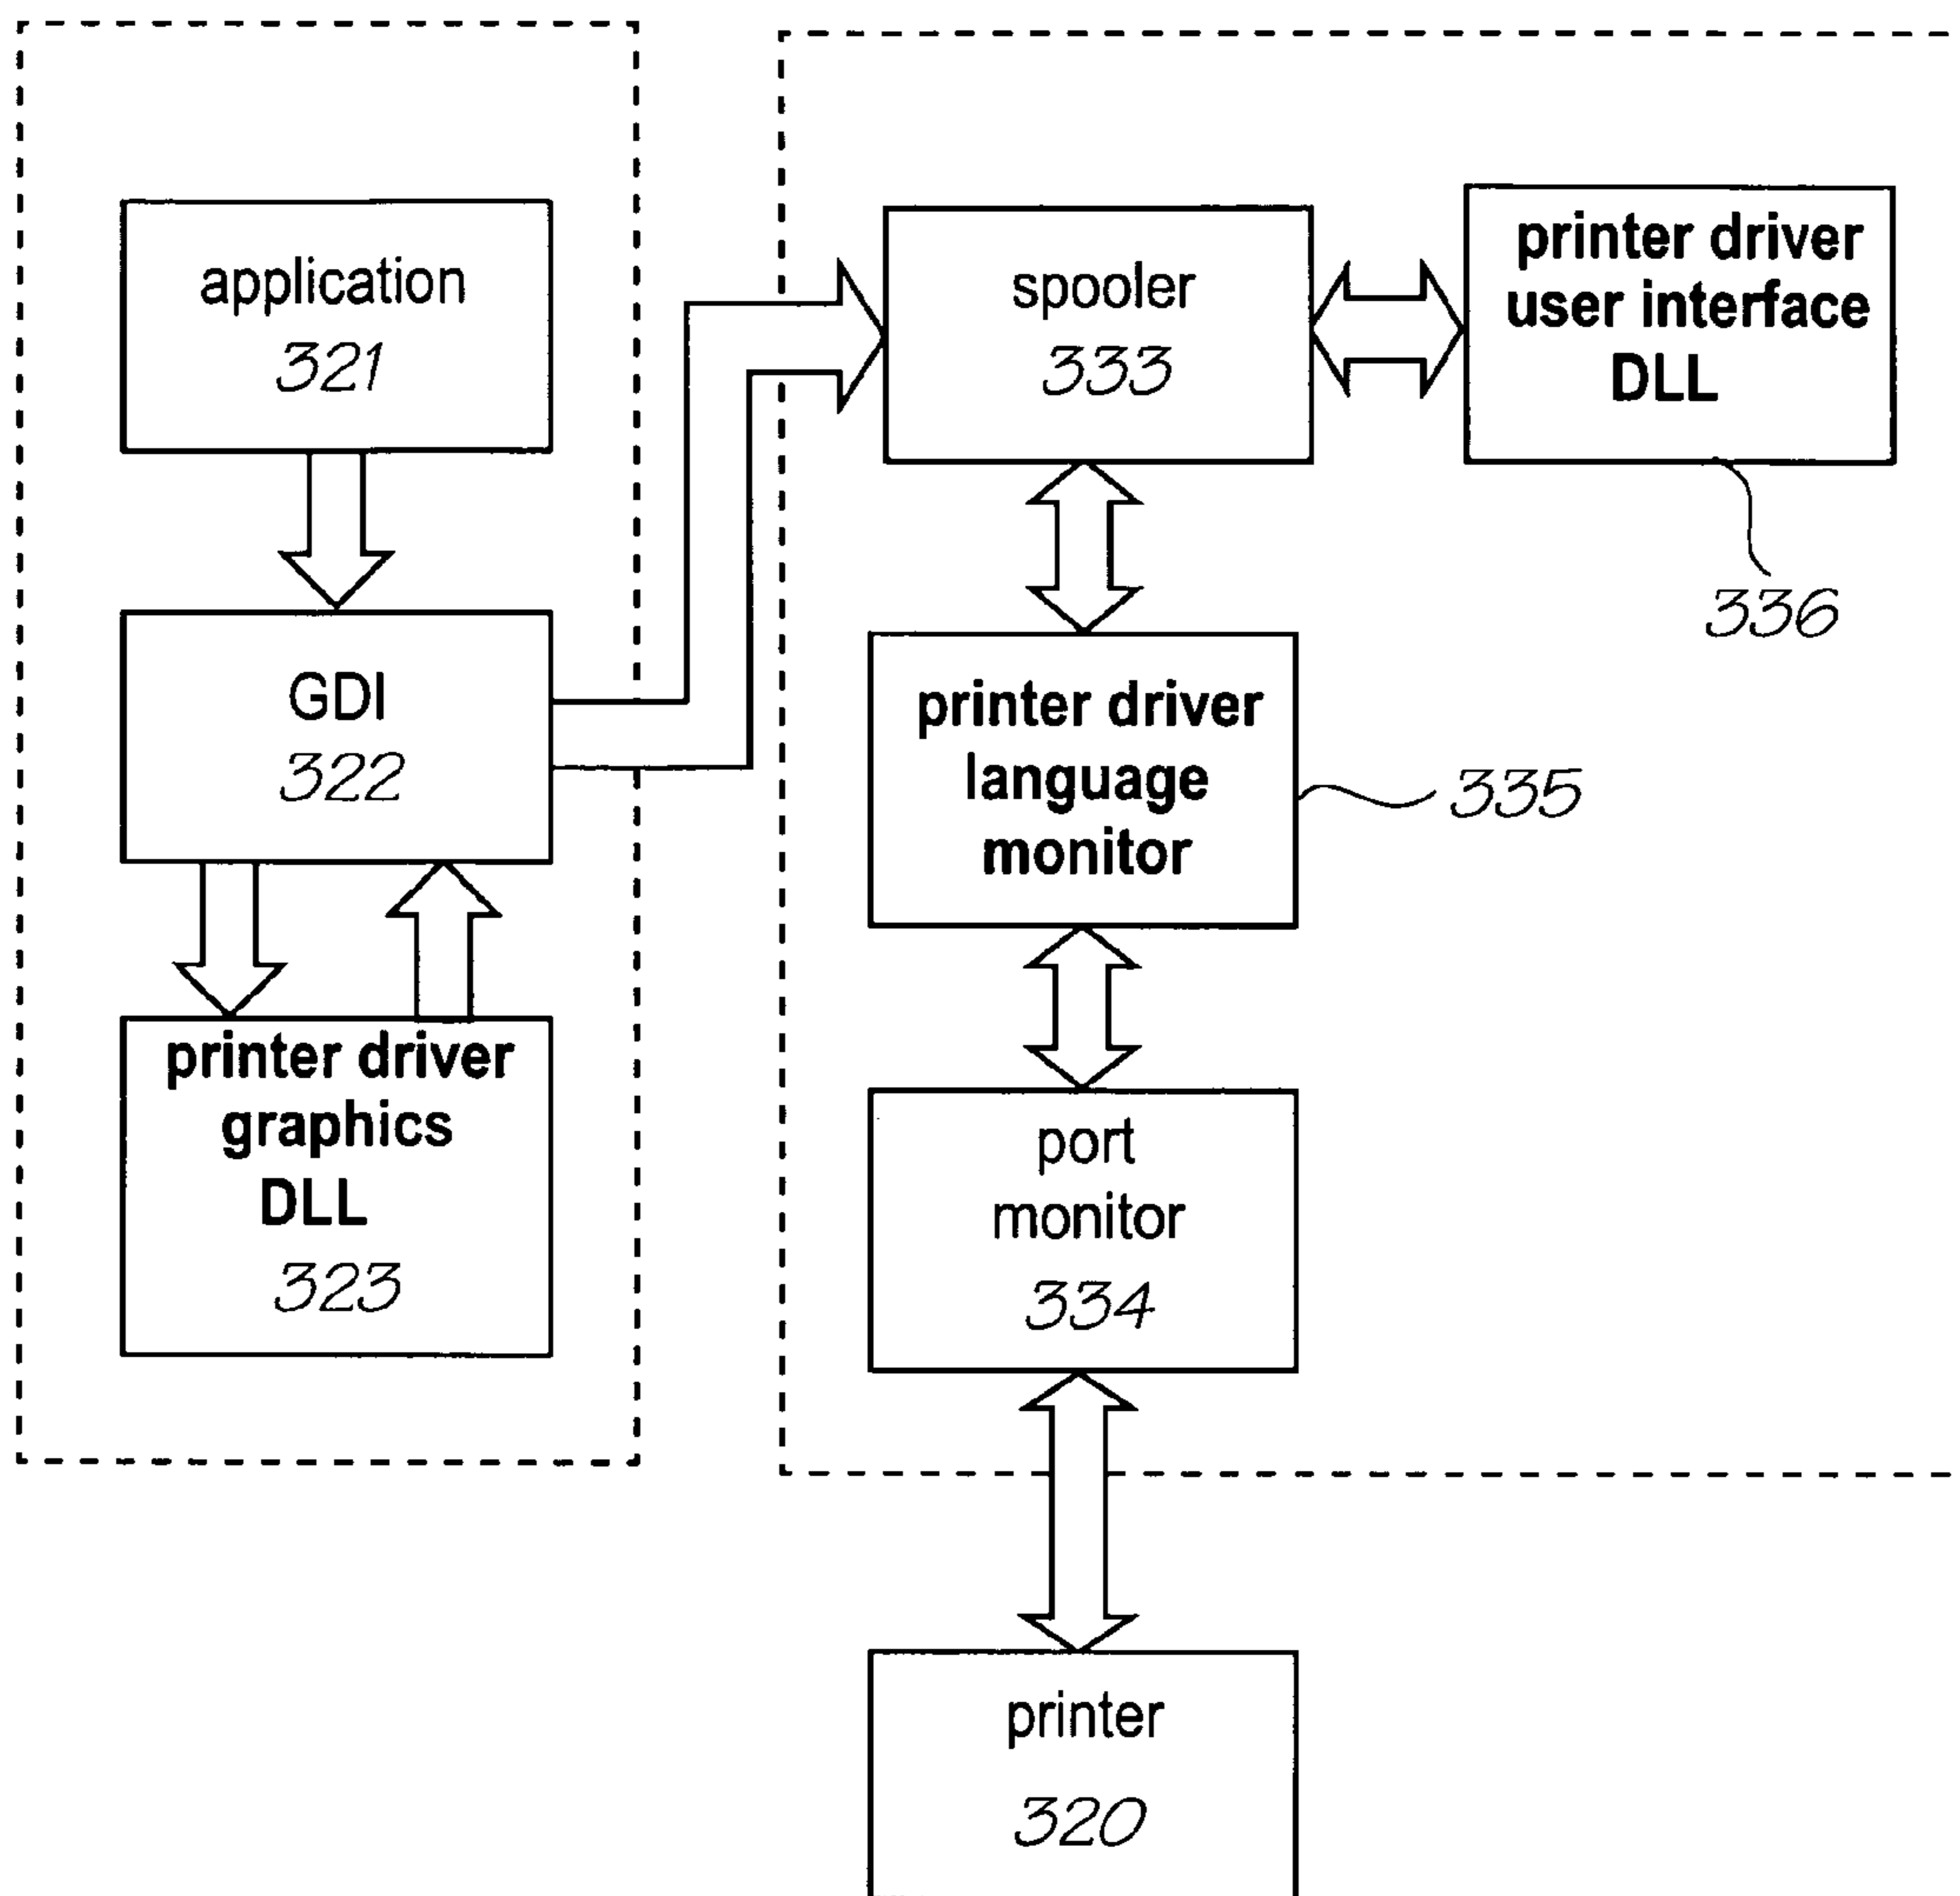 application
321
GDI
322
printer driver
graphics
DLL
323
spooler
333
printer driver
user interface
DLL
336
printer driver
language
monitor
335
port
monitor
334
printer
320